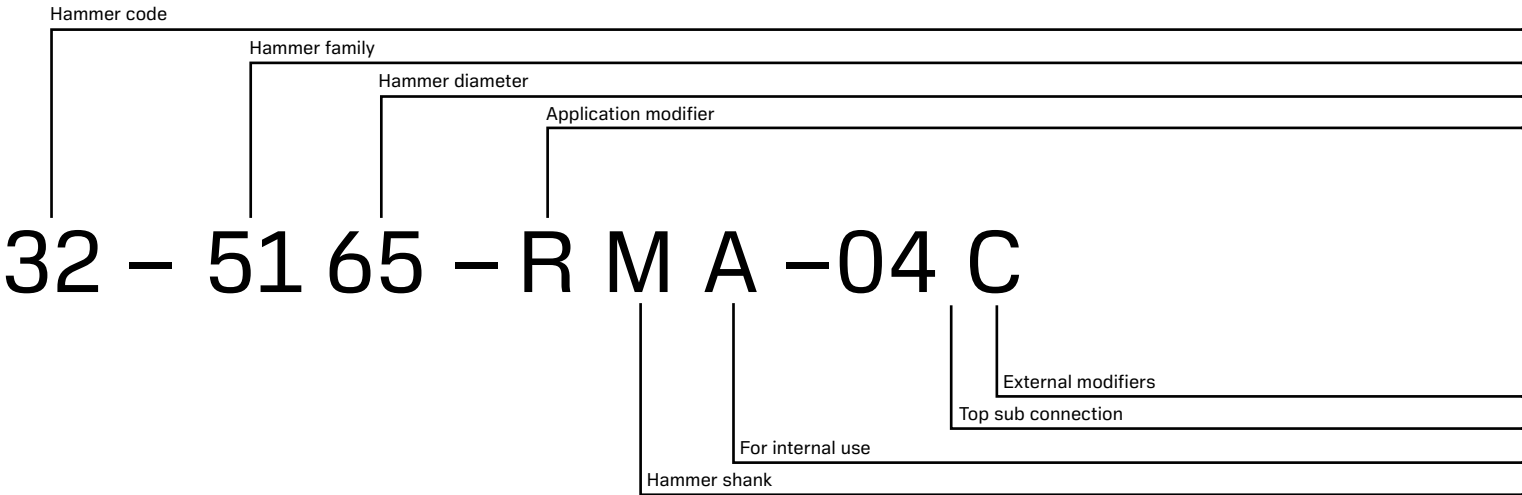 Hammer code
Hammer family
Hammer diameter
Application modifier
32 – 51 65 – R M A –04 C
External modifiers
Top sub connection
For internal use
Hammer shank